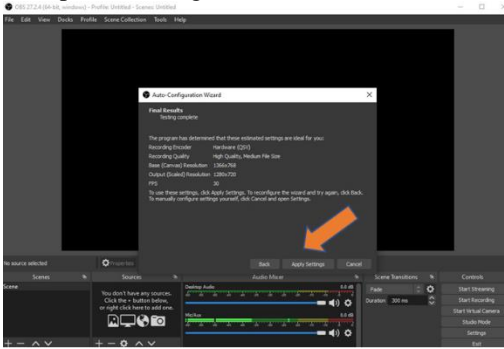 OBS 27.2.4 (64-bit, windows) - Profile: Untitled - Scenes: Untitled
File Edit View Docks Profile Scene Collection Tools Help
Auto-Configuration Wizard
Final Results
Testing complete
The program has determined that these estimated settings are ideal for you:
Recording Encoder Hardware (QSV)
Recording Quality High Quality, Medium File Size
Base (Canvas) Resolution 1366x768
Output (Scaled) Resolution 1280x720
FPS 30
To use these settings, click Apply Settings. To reconfigure the wizard and try again, click Back.
To manually configure settings yourself, click Cancel and open Settings.
Back Apply Settings Cancel
No source selected Properties
Scenes Sources Audio Mixer Scene Transitions Controls
Scene
You don't have any sources.
Click the + button below,
or right click here to add one.
Desktop Audio 0.0 dB
Mic/Aux 0.0 dB
Fade
Duration 300 ms
Start Streaming
Start Recording
Start Virtual Camera
Studio Mode
Settings
Exit